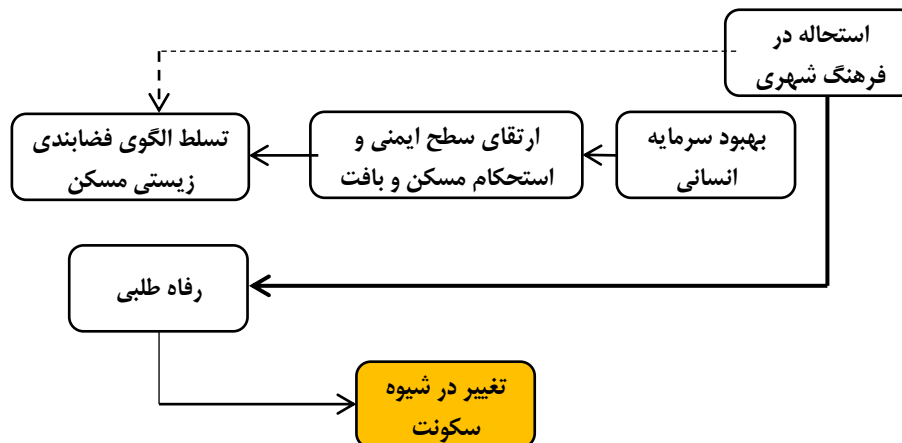 استحاله در
فرهنگ شهری
بهبود سرمایه
انسانی
ارتقای سطح ایمنی و
استحکام مسکن و بافت
تسلط الگوی فضابندی
زیستی مسکن
رفاه طلبی
تغییر در شیوه
سکونت